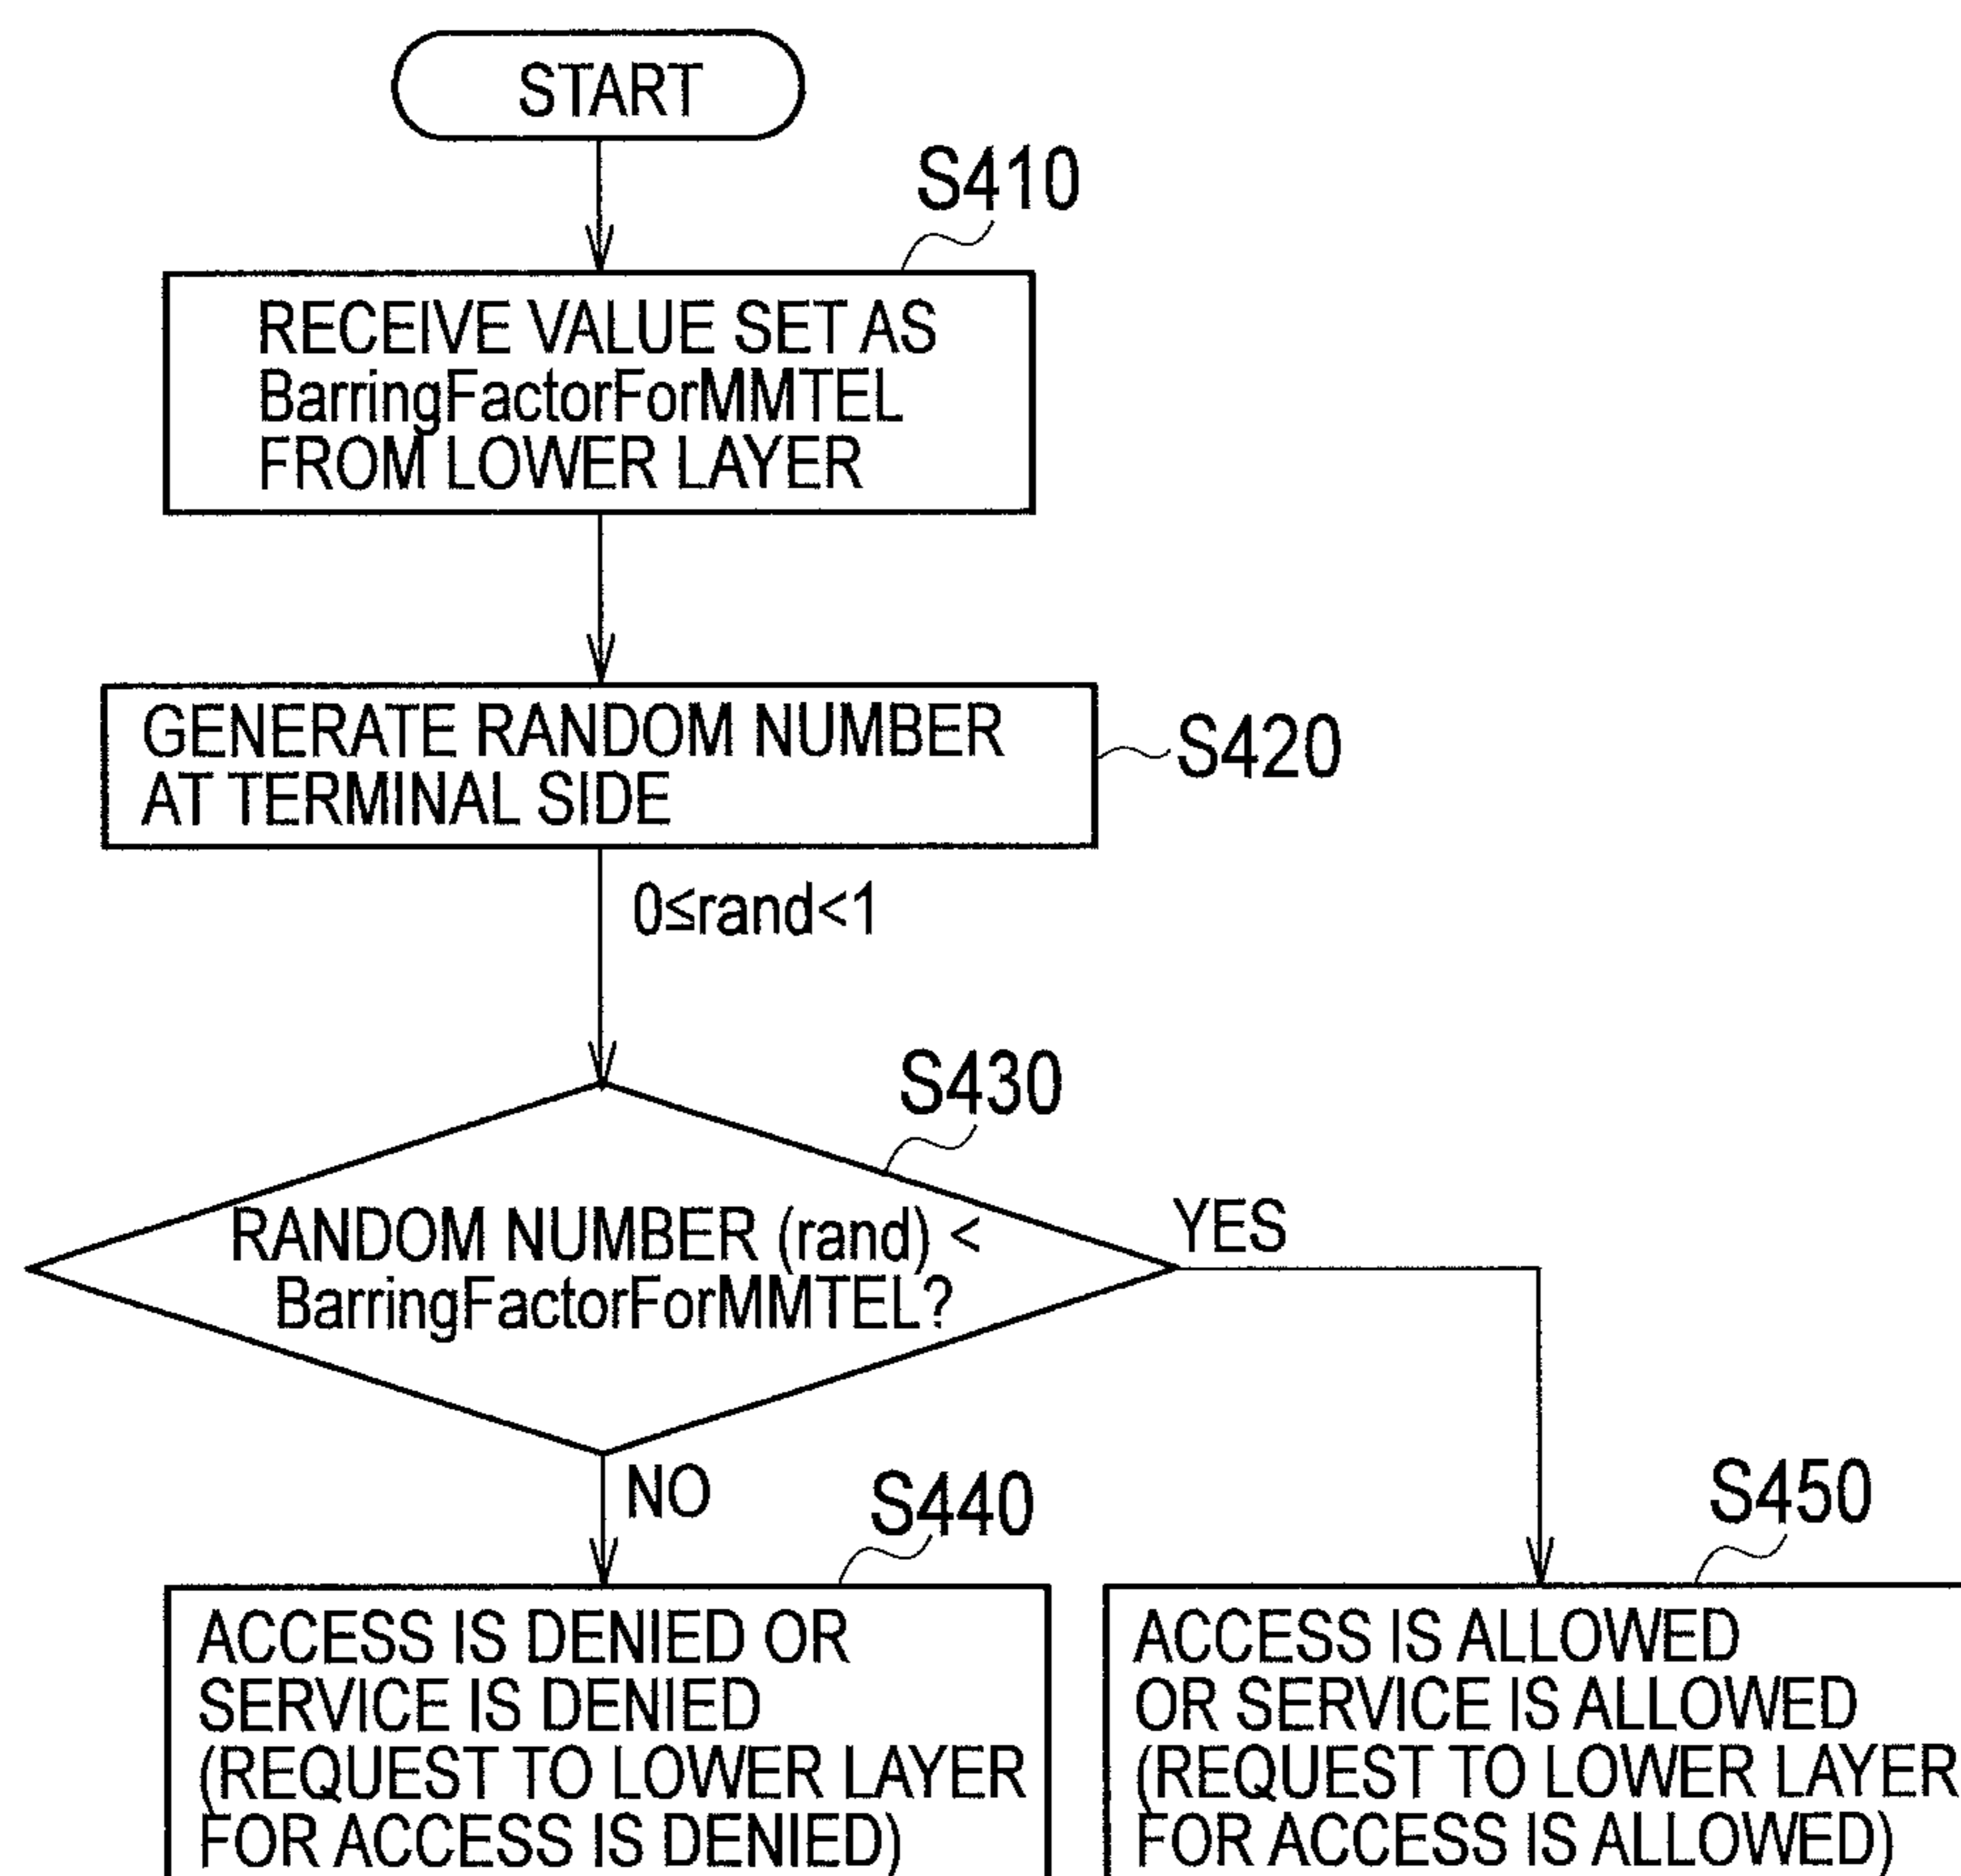 START
S410
RECEIVE VALUE SET AS
BarringFactorForMMTEL
FROM LOWER LAYER
GENERATE RANDOM NUMBER
AT TERMINAL SIDE
S420
0≤rand<1
S430
RANDOM NUMBER (rand) <
BarringFactorForMMTEL?
YES
NO
S440
S450
ACCESS IS DENIED OR
SERVICE IS DENIED
(REQUEST TO LOWER LAYER
FOR ACCESS IS DENIED)
ACCESS IS ALLOWED
OR SERVICE IS ALLOWED
(REQUEST TO LOWER LAYER
FOR ACCESS IS ALLOWED)